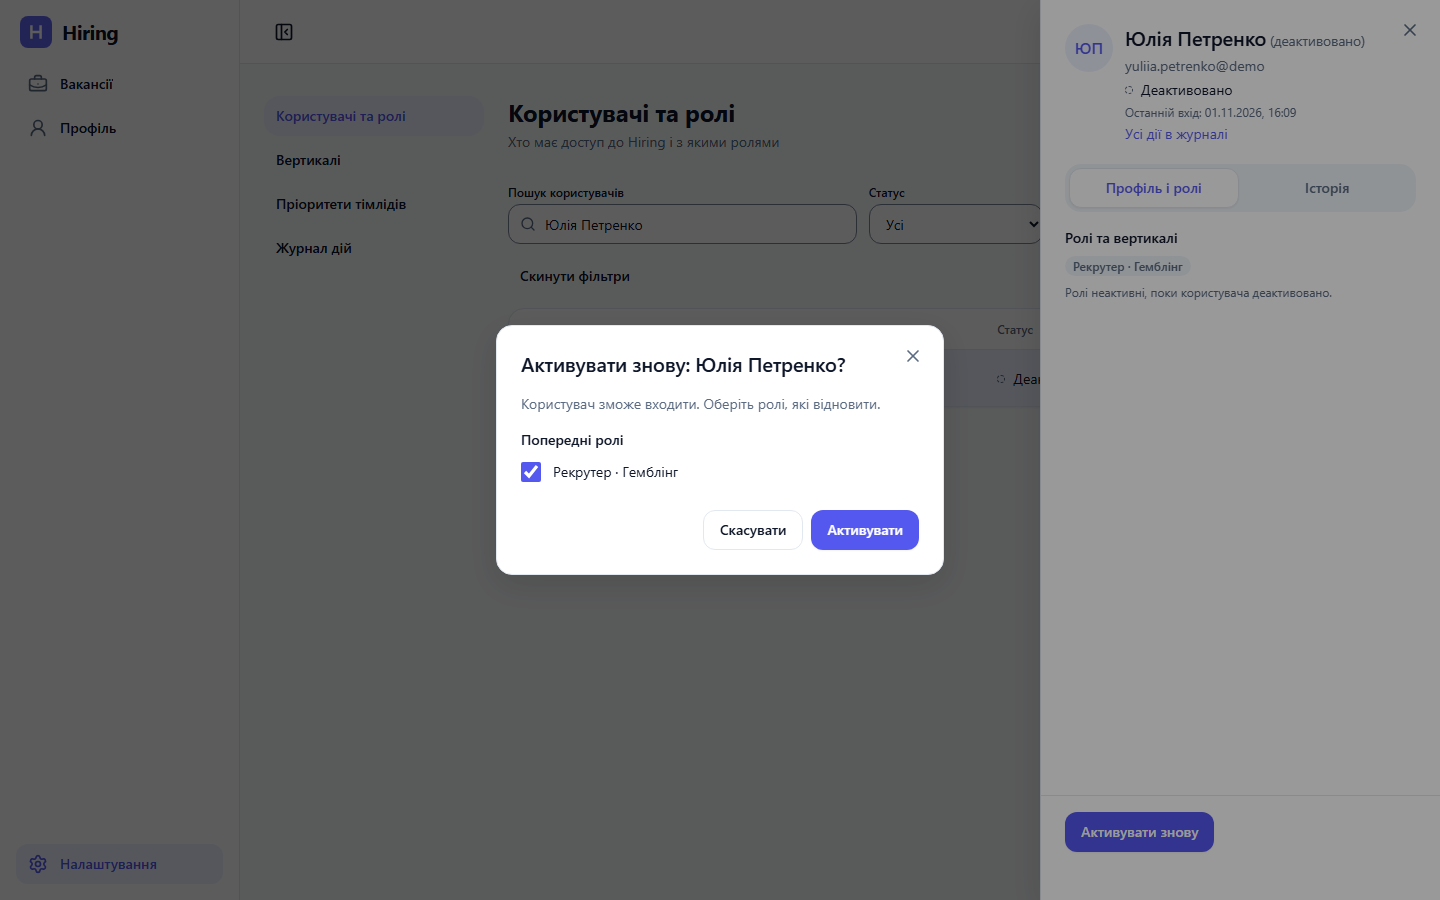 H Hiring
Вакансії
Профіль
Налаштування
Користувачі та ролі
Вертикалі
Пріоритети тімлідів
Журнал дій
Користувачі та ролі
Хто має доступ до Hiring і з якими ролями
Пошук користувачів
Юлія Петренко
Статус
Усі
Скинути фільтри
Статус
Активувати знову: Юлія Петренко?
Користувач зможе входити. Оберіть ролі, які відновити.
Попередні ролі
Рекрутер · Гемблінг
Скасувати
Активувати
ЮП
Юлія Петренко (деактивовано)
yuliia.petrenko@demo
Деактивовано
Останній вхід: 01.11.2026, 16:09
Усі дії в журналі
Профіль і ролі
Історія
Ролі та вертикалі
Рекрутер · Гемблінг
Ролі неактивні, поки користувача деактивовано.
Активувати знову